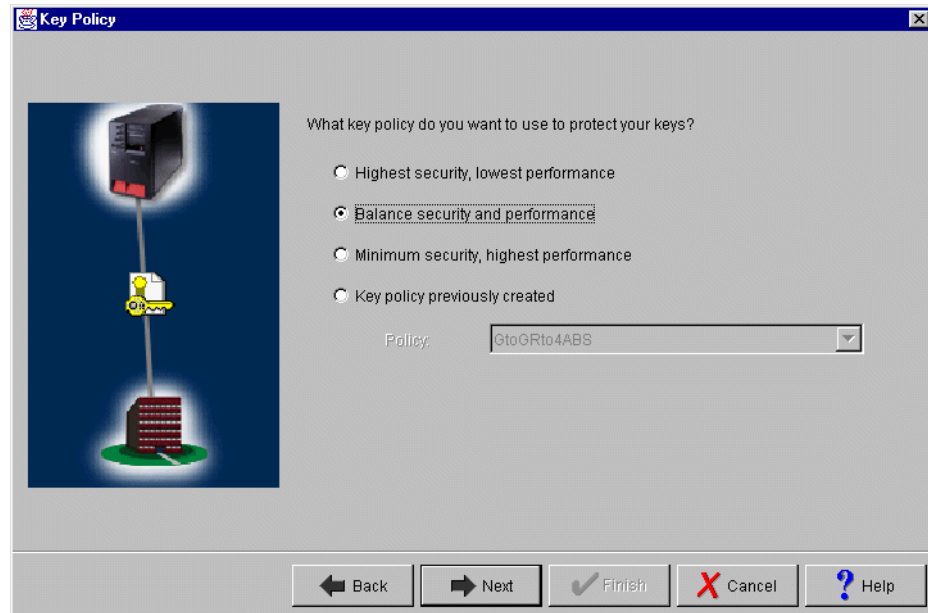 Key Policy
What key policy do you want to use to protect your keys?
Highest security, lowest performance
Balance security and performance
Minimum security, highest performance
Key policy previously created
Policy: GtoGRto4ABS
Back Next Finish Cancel Help